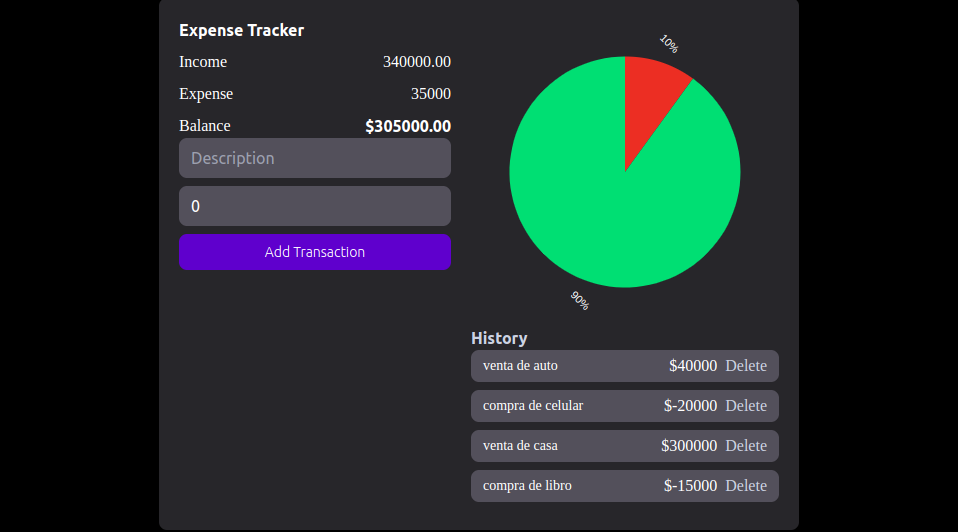 Expense Tracker
Income 340000.00
Expense 35000
Balance $305000.00
Description
0
Add Transaction
10%
90%
History
venta de auto $40000 Delete
compra de celular $-20000 Delete
venta de casa $300000 Delete
compra de libro $-15000 Delete